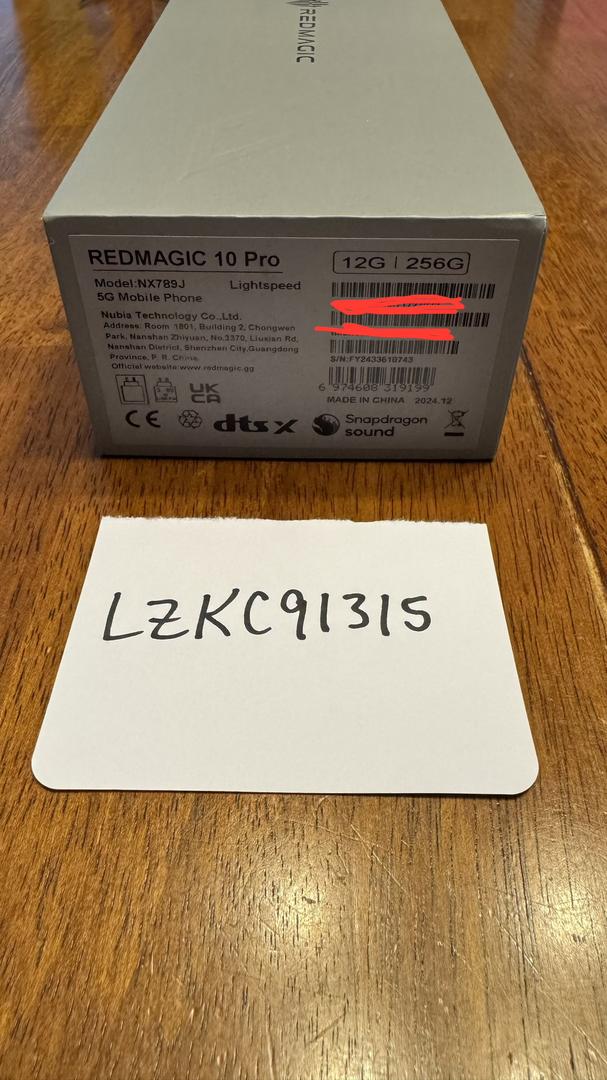 REDMAGIC
REDMAGIC 10 Pro
12G | 256G
Model:NX789J Lightspeed
5G Mobile Phone
Nubia Technology Co.,Ltd.
Address: Room 1801, Building 2, Chongwen
Park, Nanshan Zhiyuan, No.3370, Liuxian Rd,
Nanshan District, Shenzhen City,Guangdong
Province, P. R. China.
Official website:www.redmagic.gg
S/N:FY2433610743
6 974608 319199
MADE IN CHINA 2024.12
UK
CA
CE
dts X
Snapdragon
sound
LZKC91315